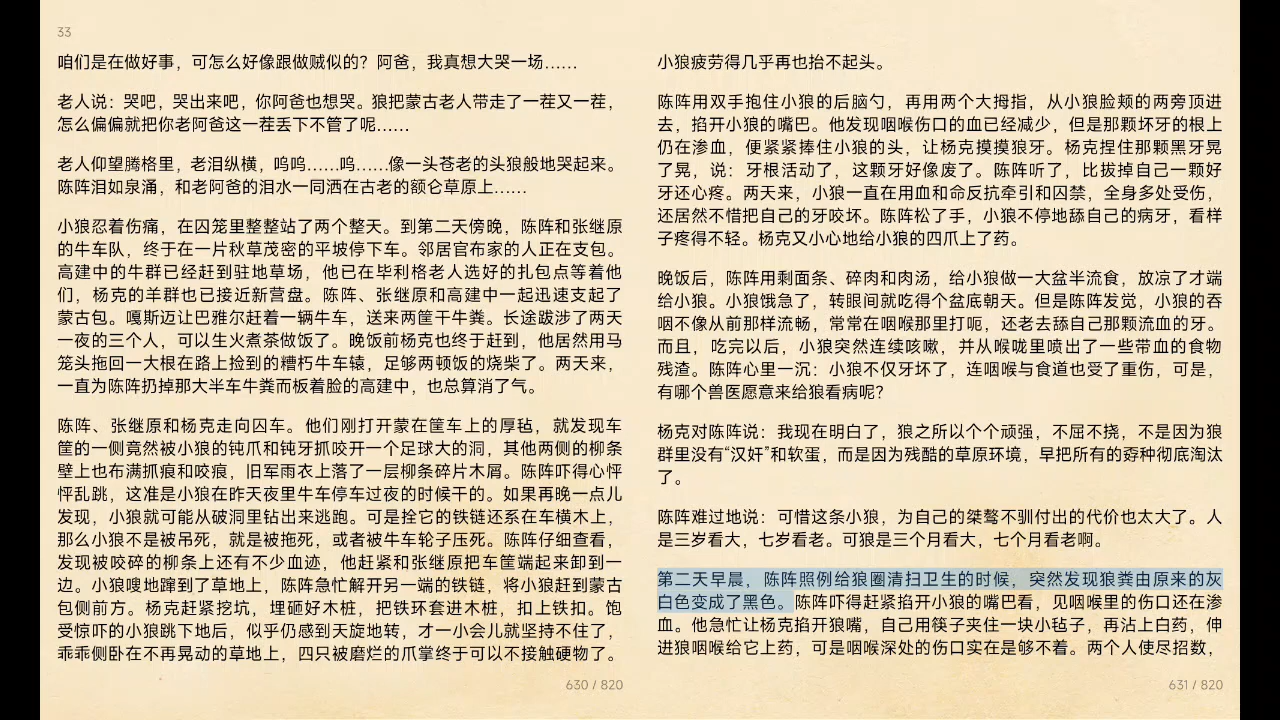 33
咱们是在做好事，可怎么好像跟做贼似的？阿爸，我真想大哭一场……
老人说：哭吧，哭出来吧，你阿爸也想哭。狼把蒙古老人带走了一茬又一茬，
怎么偏偏就把你老阿爸这一茬丢下不管了呢……
老人仰望腾格里，老泪纵横，呜呜……呜……像一头苍老的头狼般地哭起来。
陈阵泪如泉涌，和老阿爸的泪水一同洒在古老的额仑草原上……
小狼忍着伤痛，在囚笼里整整站了两个整天。到第二天傍晚，陈阵和张继原
的牛车队，终于在一片秋草茂密的平坡停下车。邻居官布家的人正在支包。
高建中的牛群已经赶到驻地草场，他已在毕利格老人选好的扎包点等着他
们，杨克的羊群也已接近新营盘。陈阵、张继原和高建中一起迅速支起了
蒙古包。嘎斯迈让巴雅尔赶着一辆牛车，送来两筐干牛粪。长途跋涉了两天
一夜的三个人，可以生火煮茶做饭了。晚饭前杨克也终于赶到，他居然用马
笼头拖回一大根在路上捡到的糟朽牛车辕，足够两顿饭的烧柴了。两天来，
一直为陈阵扔掉那大半车牛粪而板着脸的高建中，也总算消了气。
陈阵、张继原和杨克走向囚车。他们刚打开蒙在筐车上的厚毡，就发现车
筐的一侧竟然被小狼的钝爪和钝牙抓咬开一个足球大的洞，其他两侧的柳条
壁上也布满抓痕和咬痕，旧军雨衣上落了一层柳条碎片木屑。陈阵吓得心怦
怦乱跳，这准是小狼在昨天夜里牛车停车过夜的时候干的。如果再晚一点儿
发现，小狼就可能从破洞里钻出来逃跑。可是拴它的铁链还系在车横木上，
那么小狼不是被吊死，就是被拖死，或者被牛车轮子压死。陈阵仔细查看，
发现被咬碎的柳条上还有不少血迹，他赶紧和张继原把车筐端起来卸到一
边。小狼嗖地蹿到了草地上，陈阵急忙解开另一端的铁链，将小狼赶到蒙古
包侧前方。杨克赶紧挖坑，埋砸好木桩，把铁环套进木桩，扣上铁扣。饱
受惊吓的小狼跳下地后，似乎仍感到天旋地转，才一小会儿就坚持不住了，
乖乖侧卧在不再晃动的草地上，四只被磨烂的爪掌终于可以不接触硬物了。
630 / 820
小狼疲劳得几乎再也抬不起头。
陈阵用双手抱住小狼的后脑勺，再用两个大拇指，从小狼脸颊的两旁顶进
去，掐开小狼的嘴巴。他发现咽喉伤口的血已经减少，但是那颗坏牙的根上
仍在渗血，便紧紧捧住小狼的头，让杨克摸摸狼牙。杨克捏住那颗黑牙晃
了晃，说：牙根活动了，这颗牙好像废了。陈阵听了，比拔掉自己一颗好
牙还心疼。两天来，小狼一直在用血和命反抗牵引和囚禁，全身多处受伤，
还居然不惜把自己的牙咬坏。陈阵松了手，小狼不停地舔自己的病牙，看样
子疼得不轻。杨克又小心地给小狼的四爪上了药。
晚饭后，陈阵用剩面条、碎肉和肉汤，给小狼做一大盆半流食，放凉了才端
给小狼。小狼饿急了，转眼间就吃得个盆底朝天。但是陈阵发觉，小狼的吞
咽不像从前那样流畅，常常在咽喉那里打呃，还老去舔自己那颗流血的牙。
而且，吃完以后，小狼突然连续咳嗽，并从喉咙里喷出了一些带血的食物
残渣。陈阵心里一沉：小狼不仅牙坏了，连咽喉与食道也受了重伤，可是，
有哪个兽医愿意来给狼看病呢？
杨克对陈阵说：我现在明白了，狼之所以个个顽强，不屈不挠，不是因为狼
群里没有“汉奸”和软蛋，而是因为残酷的草原环境，早把所有的孬种彻底淘汰
了。
陈阵难过地说：可惜这条小狼，为自己的桀骜不驯付出的代价也太大了。人
是三岁看大，七岁看老。可狼是三个月看大，七个月看老啊。
第二天早晨，陈阵照例给狼圈清扫卫生的时候，突然发现狼粪由原来的灰
白色变成了黑色。陈阵吓得赶紧掐开小狼的嘴巴看，见咽喉里的伤口还在渗
血。他急忙让杨克掐开狼嘴，自己用筷子夹住一块小毡子，再沾上白药，伸
进狼咽喉给它上药，可是咽喉深处的伤口实在是够不着。两个人使尽招数，
631 / 820